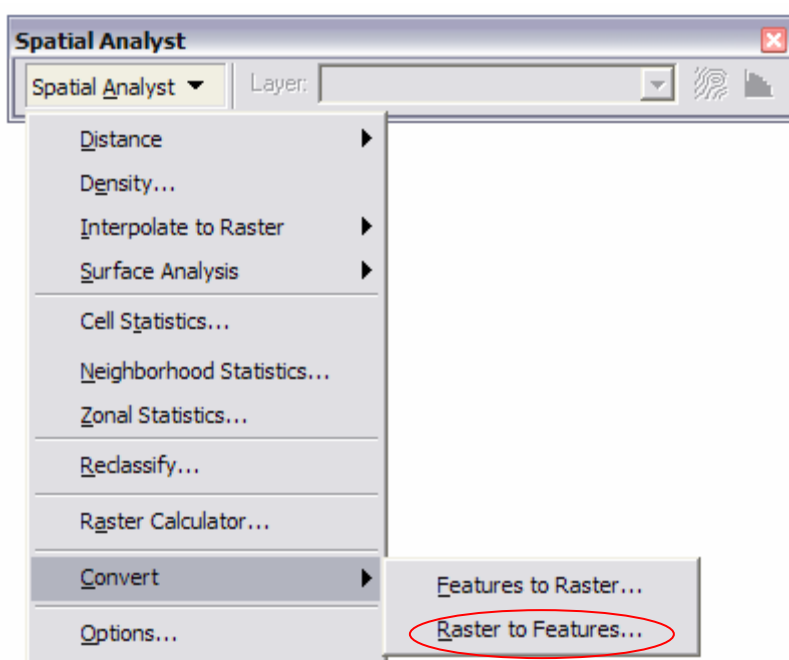 Spatial Analyst
Spatial Analyst Layer:
Distance
Density...
Interpolate to Raster
Surface Analysis
Cell Statistics...
Neighborhood Statistics...
Zonal Statistics...
Reclassify...
Raster Calculator...
Convert
Features to Raster...
Raster to Features...
Options...